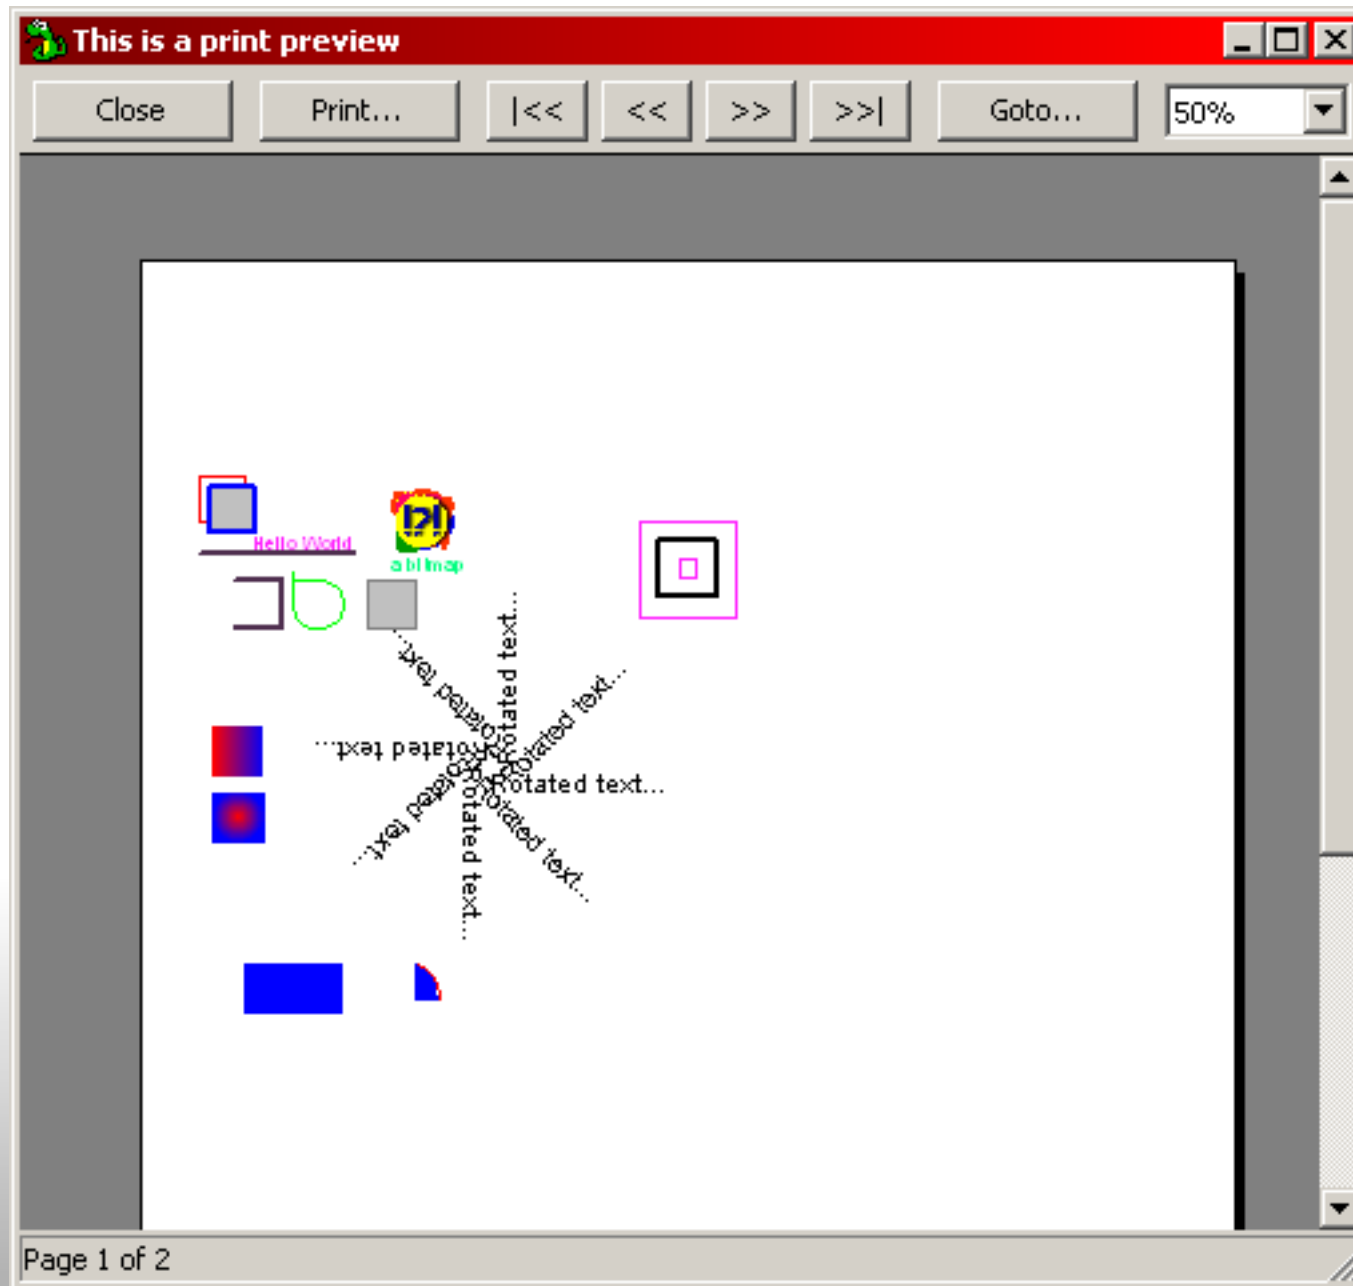 This is a print preview
Close Print... |<< << >> >>| Goto... 50%
!?!
Hello World
a bitmap
Rotated text...
Rotated text...
Rotated text...
Rotated text...
Rotated text...
Rotated text...
Rotated text...
Rotated text...
Page 1 of 2